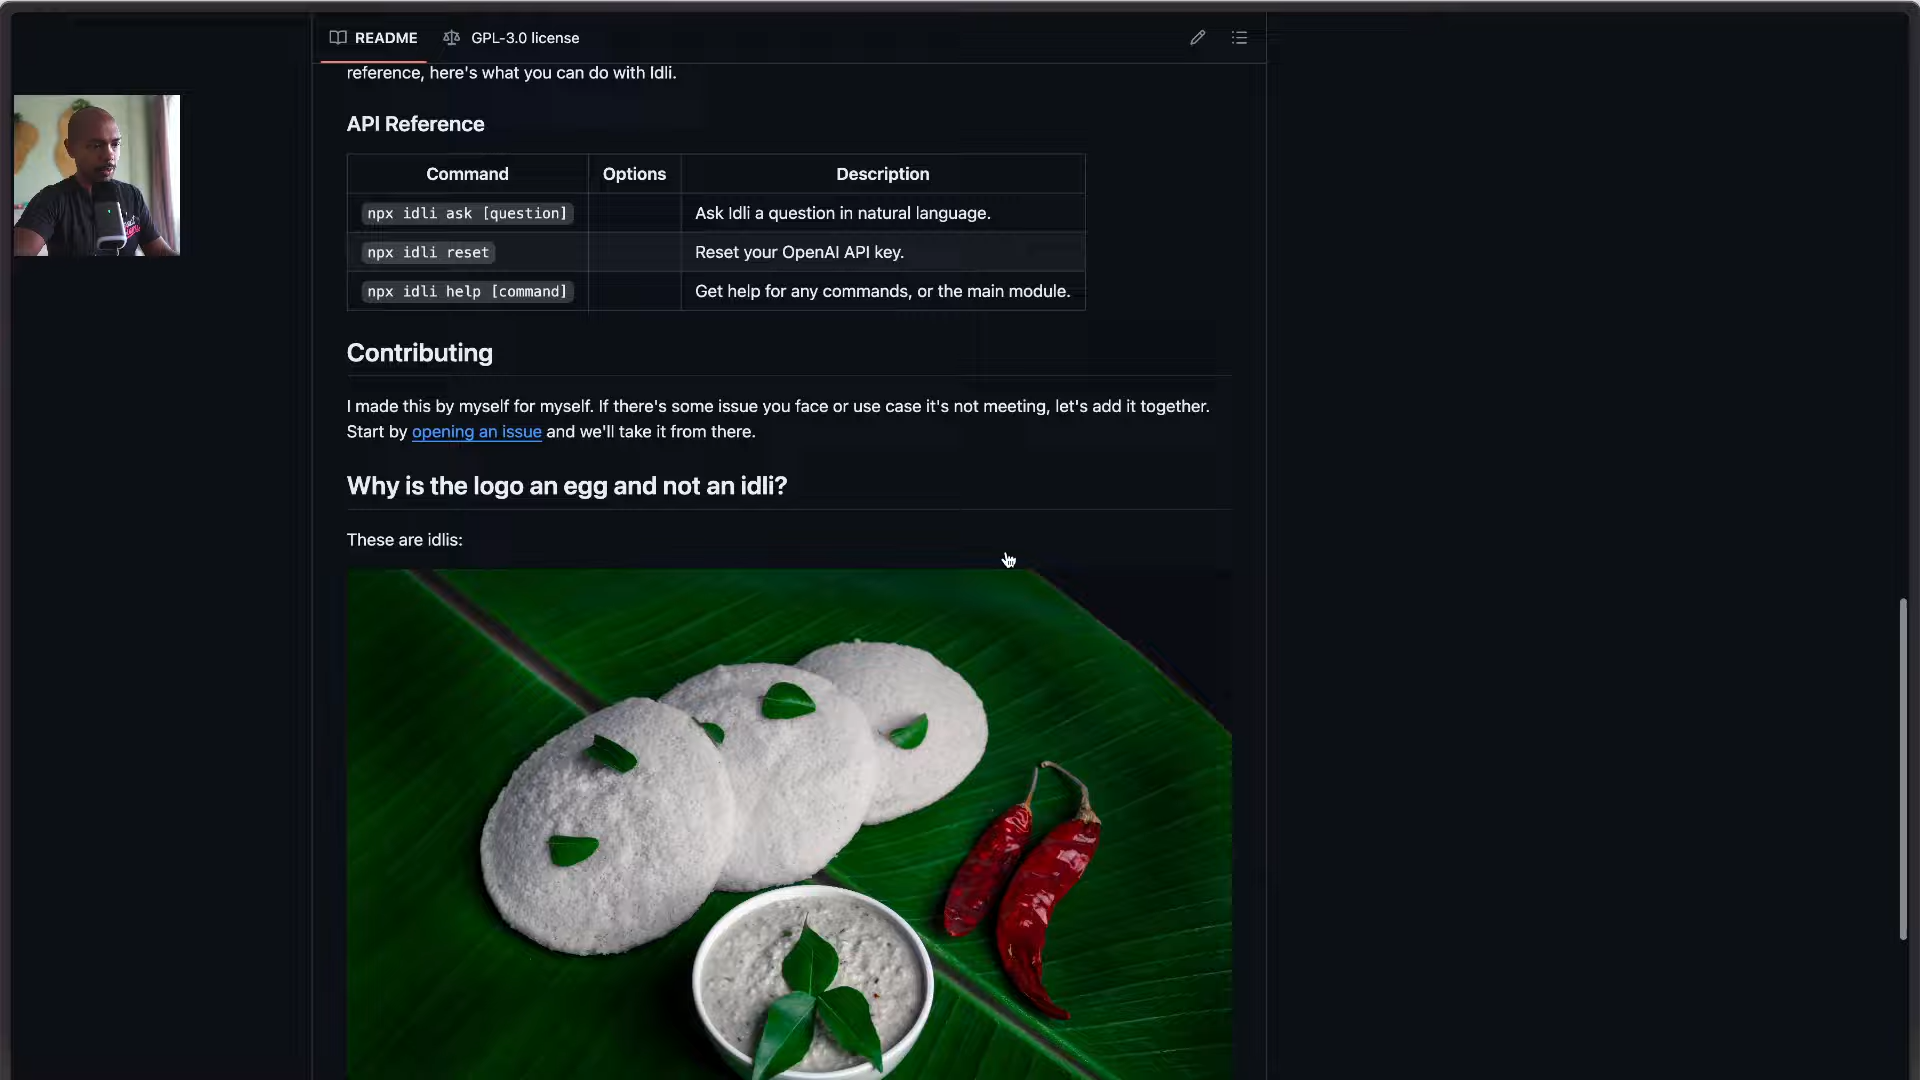 README GPL-3.0 license
reference, here's what you can do with Idli.
API Reference
Command Options Description
npx idli ask [question] Ask Idli a question in natural language.
npx idli reset Reset your OpenAI API key.
npx idli help [command] Get help for any commands, or the main module.
Contributing
I made this by myself for myself. If there's some issue you face or use case it's not meeting, let's add it together.
Start by opening an issue and we'll take it from there.
Why is the logo an egg and not an idli?
These are idlis: